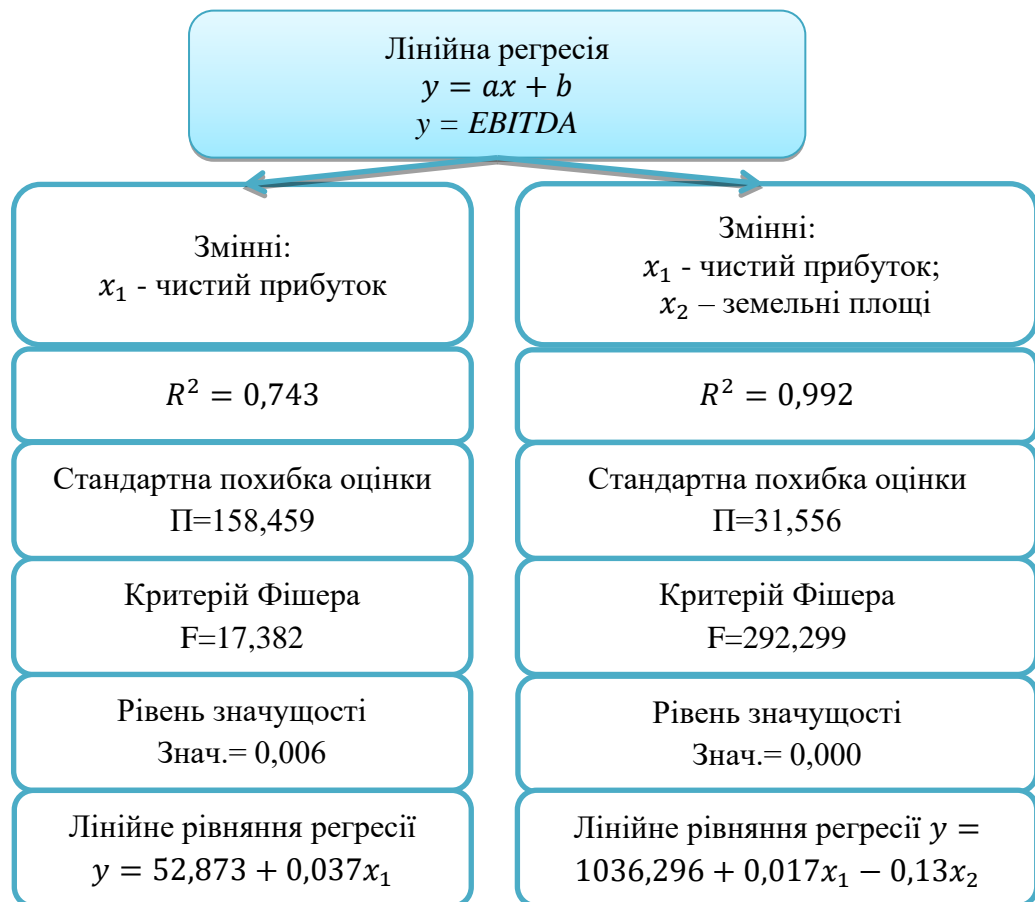 Лінійна регресія
y = ax + b
y = EBITDA
Змінні:
x₁ - чистий прибуток
R² = 0,743
Стандартна похибка оцінки
П=158,459
Критерій Фішера
F=17,382
Рівень значущості
Знач.= 0,006
Лінійне рівняння регресії
y = 52,873 + 0,037x₁
Змінні:
x₁ - чистий прибуток;
x₂ – земельні площі
R² = 0,992
Стандартна похибка оцінки
П=31,556
Критерій Фішера
F=292,299
Рівень значущості
Знач.= 0,000
Лінійне рівняння регресії y =
1036,296 + 0,017x₁ − 0,13x₂